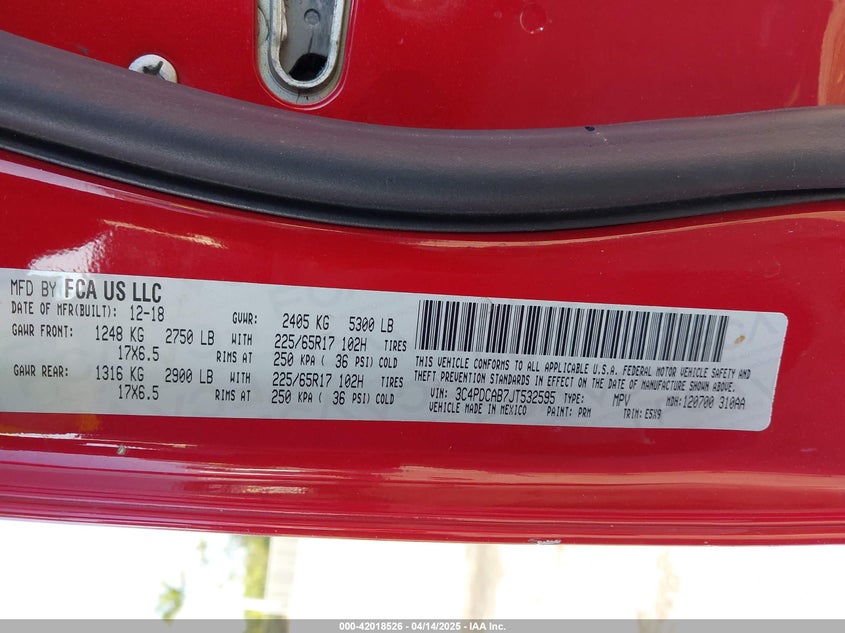 MFD BY FCA US LLC
DATE OF MFR(BUILT): 12-18 GVWR: 2405 KG 5300 LB
GAWR FRONT: 1248 KG 2750 LB WITH 225/65R17 102H TIRES
17X6.5 RIMS AT 250 KPA ( 36 PSI) COLD
GAWR REAR: 1316 KG 2900 LB WITH 225/65R17 102H TIRES
17X6.5 RIMS AT 250 KPA ( 36 PSI) COLD
THIS VEHICLE CONFORMS TO ALL APPLICABLE U.S.A. FEDERAL MOTOR VEHICLE SAFETY AND
THEFT PREVENTION STANDARDS IN EFFECT ON THE DATE OF MANUFACTURE SHOWN ABOVE.
VIN: 3C4PDCAB7JT532595 TYPE: MPV MDH: 120700 310AA
VEHICLE MADE IN MEXICO PAINT: PRM TRIM: E5X9
000-42018526 - 04/14/2025 - IAA Inc.